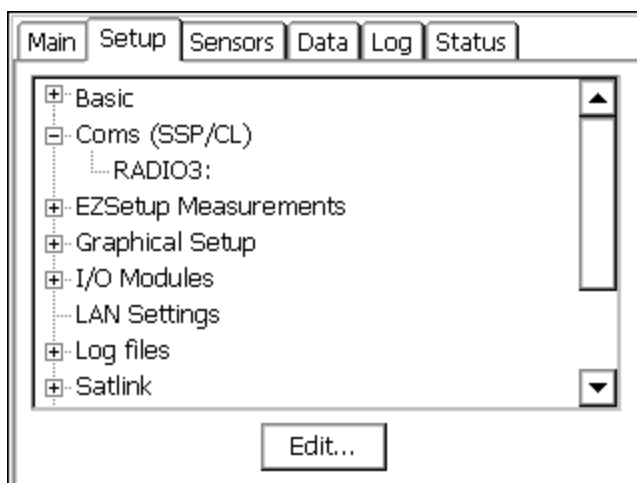 Main Setup Sensors Data Log Status
Basic
Coms (SSP/CL)
RADIO3:
EZSetup Measurements
Graphical Setup
I/O Modules
LAN Settings
Log files
Satlink
Edit...